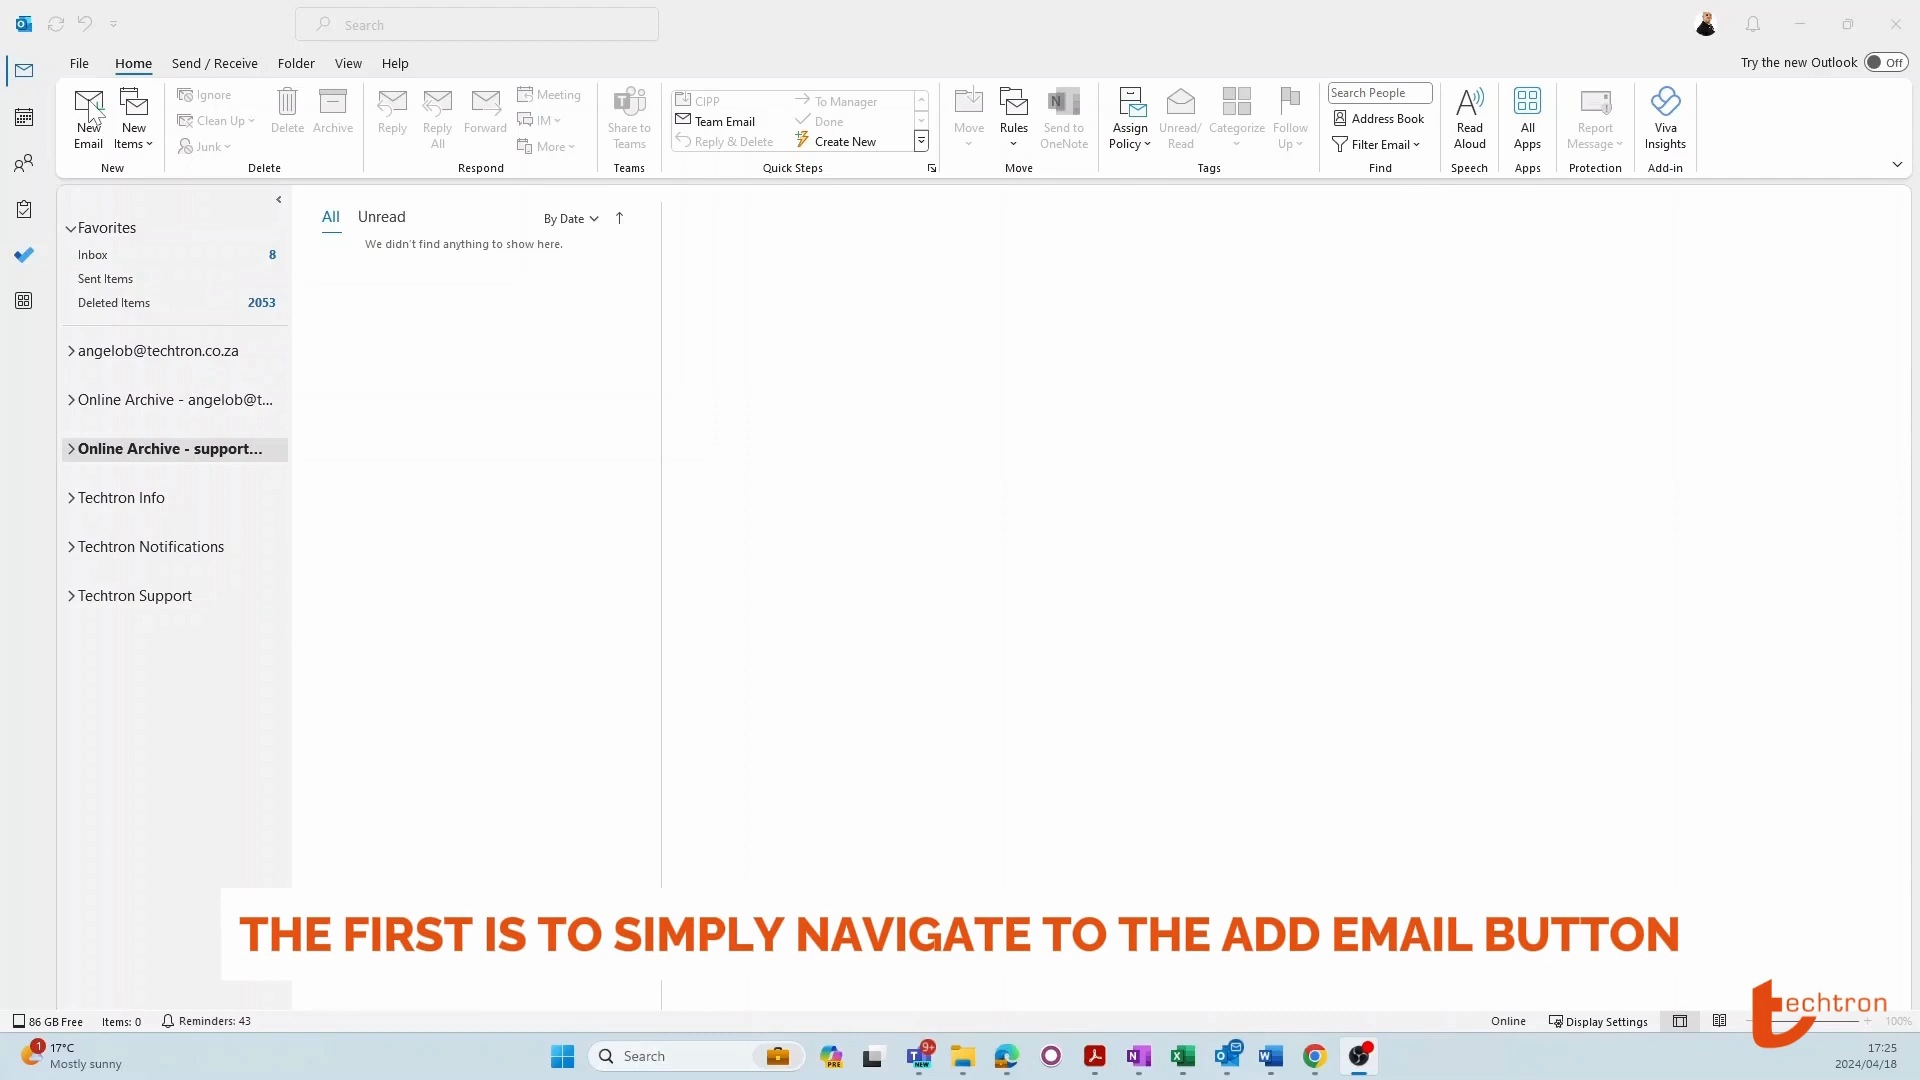 Search
File Home Send / Receive Folder View Help
Try the new Outlook Off
New Email
New Items
Ignore
Clean Up
Junk
Delete
Archive
Reply
Reply All
Forward
Meeting
IM
More
Share to Teams
CIPP
Team Email
Reply & Delete
To Manager
Done
Create New
Move
Rules
Send to OneNote
Assign Policy
Unread/ Read
Categorize
Follow Up
Search People
Address Book
Filter Email
Read Aloud
All Apps
Report Message
Viva Insights
New Delete Respond Teams Quick Steps Move Tags Find Speech Apps Protection Add-in
Favorites
Inbox 8
Sent Items
Deleted Items 2053
angelob@techtron.co.za
Online Archive - angelob@t...
Online Archive - support...
Techtron Info
Techtron Notifications
Techtron Support
All Unread By Date
We didn't find anything to show here.
THE FIRST IS TO SIMPLY NAVIGATE TO THE ADD EMAIL BUTTON
techtron
86 GB Free Items: 0 Reminders: 43
Online Display Settings 100%
1
17°C
Mostly sunny
Search
PRE
9+
NEW
17:25
2024/04/18